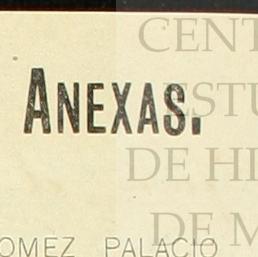 CENT
ANEXAS.
ESTU
DE HI
OMEZ PALACIO
DE M